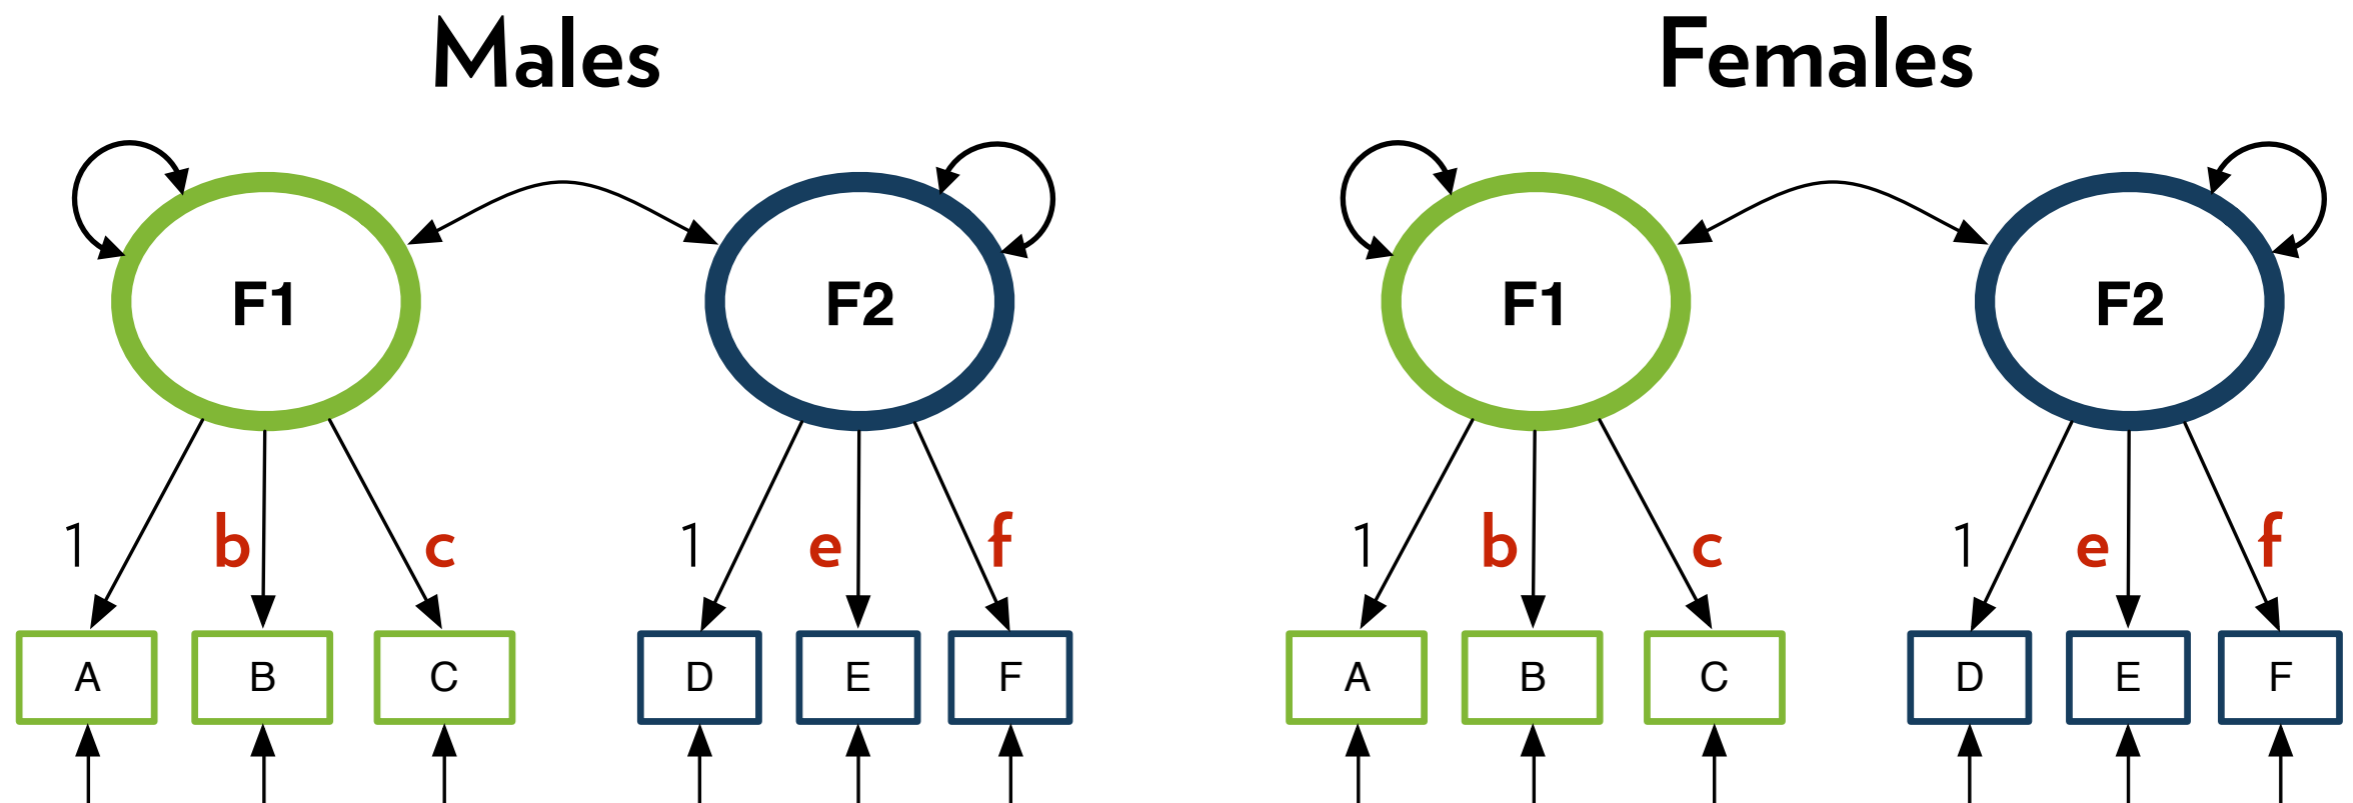 Males Females
F1 F2 F1 F2
1 b c 1 e f 1 b c 1 e f
A B C D E F A B C D E F